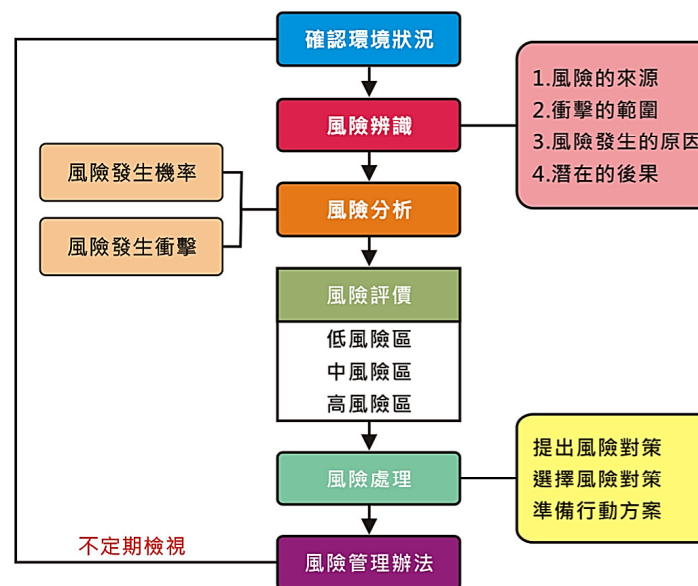 確認環境狀況
風險辨識
1.風險的來源
2.衝擊的範圍
3.風險發生的原因
4.潛在的後果
風險發生機率
風險發生衝擊
風險分析
風險評價
低風險區
中風險區
高風險區
風險處理
提出風險對策
選擇風險對策
準備行動方案
不定期檢視
風險管理辦法